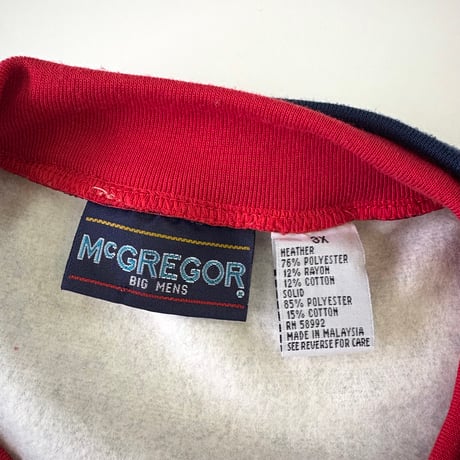 McGREGOR
BIG MENS
®
3X
HEATHER
76% POLYESTER
12% RAYON
12% COTTON
SOLID
85% POLYESTER
15% COTTON
RN 58992
MADE IN MALAYSIA
SEE REVERSE FOR CARE